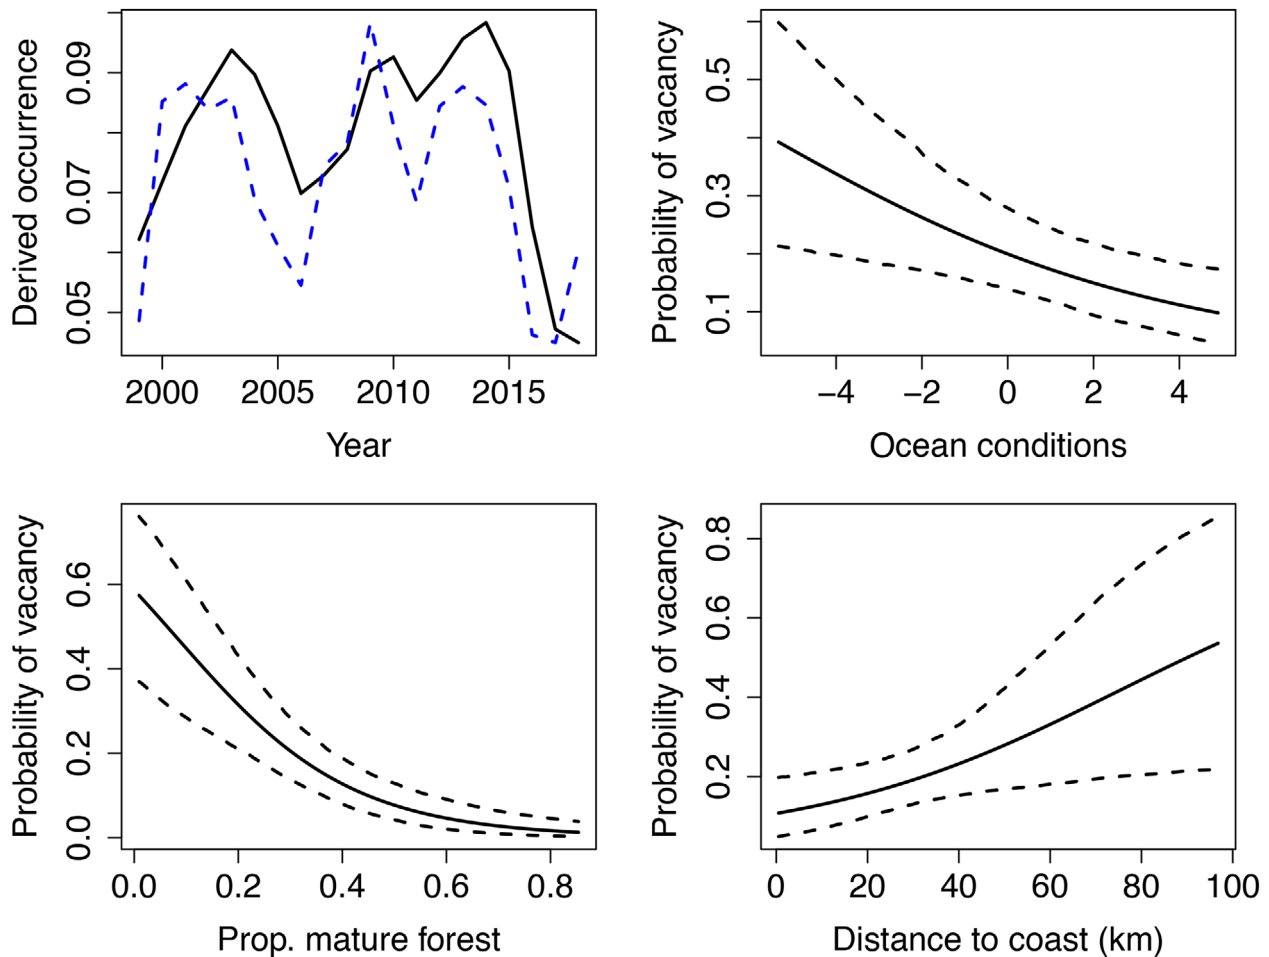 Derived occurrence
0.09
0.07
0.05
2000 2005 2010 2015
Year
Probability of vacancy
0.5
0.3
0.1
−4 −2 0 2 4
Ocean conditions
Probability of vacancy
0.6
0.4
0.2
0.0
0.0 0.2 0.4 0.6 0.8
Prop. mature forest
Probability of vacancy
0.8
0.6
0.4
0.2
0 20 40 60 80 100
Distance to coast (km)